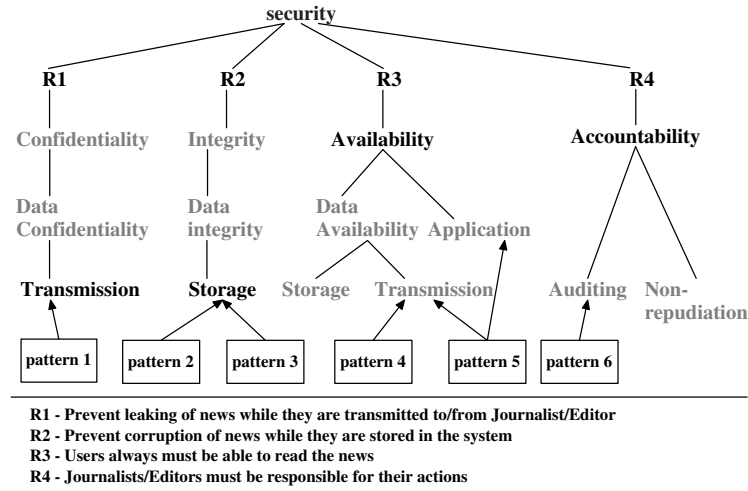 security
R1 R2 R3 R4
Confidentiality Integrity Availability Accountability
Data Data Data
Confidentiality integrity Availability Application
Transmission Storage Storage Transmission Auditing Non-
repudiation
pattern 1 pattern 2 pattern 3 pattern 4 pattern 5 pattern 6
R1 - Prevent leaking of news while they are transmitted to/from Journalist/Editor
R2 - Prevent corruption of news while they are stored in the system
R3 - Users always must be able to read the news
R4 - Journalists/Editors must be responsible for their actions